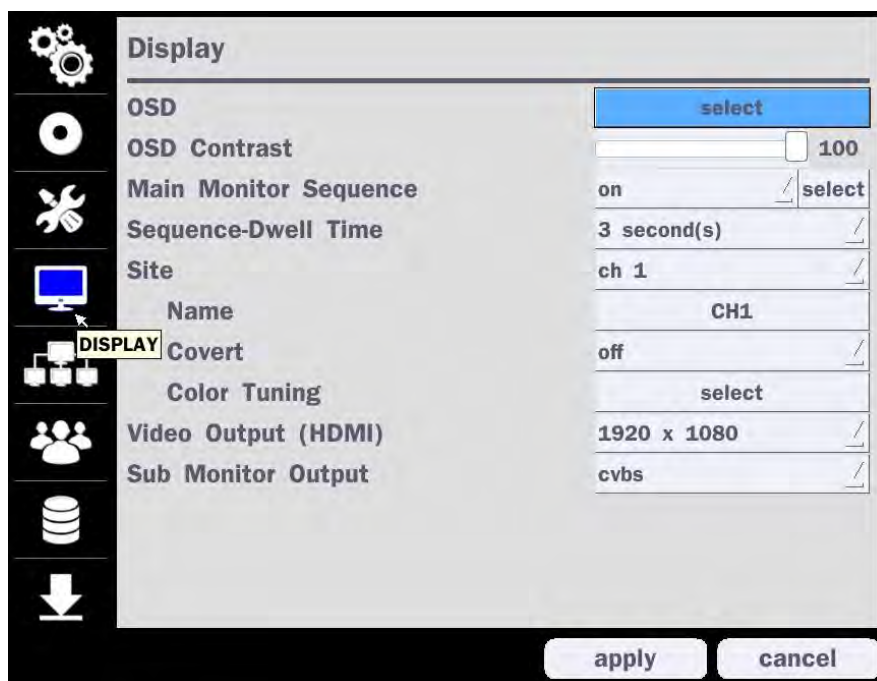 Display
OSD select
OSD Contrast 100
Main Monitor Sequence on select
Sequence-Dwell Time 3 second(s)
Site ch 1
Name CH1
DISPLAY
Covert off
Color Tuning select
Video Output (HDMI) 1920 x 1080
Sub Monitor Output cvbs
apply cancel